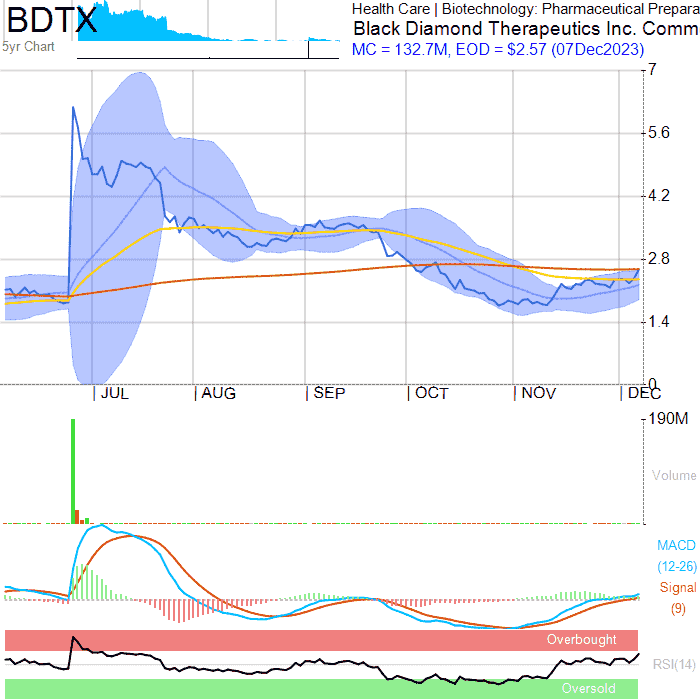 BDTX
5yr Chart
Health Care | Biotechnology: Pharmaceutical Prepara
Black Diamond Therapeutics Inc. Comm
MC = 132.7M, EOD = $2.57 (07Dec2023)
7
5.6
4.2
2.8
1.4
0
JUL AUG SEP OCT NOV DEC
190M
Volume
MACD
(12-26)
Signal
(9)
Overbought
RSI(14)
Oversold